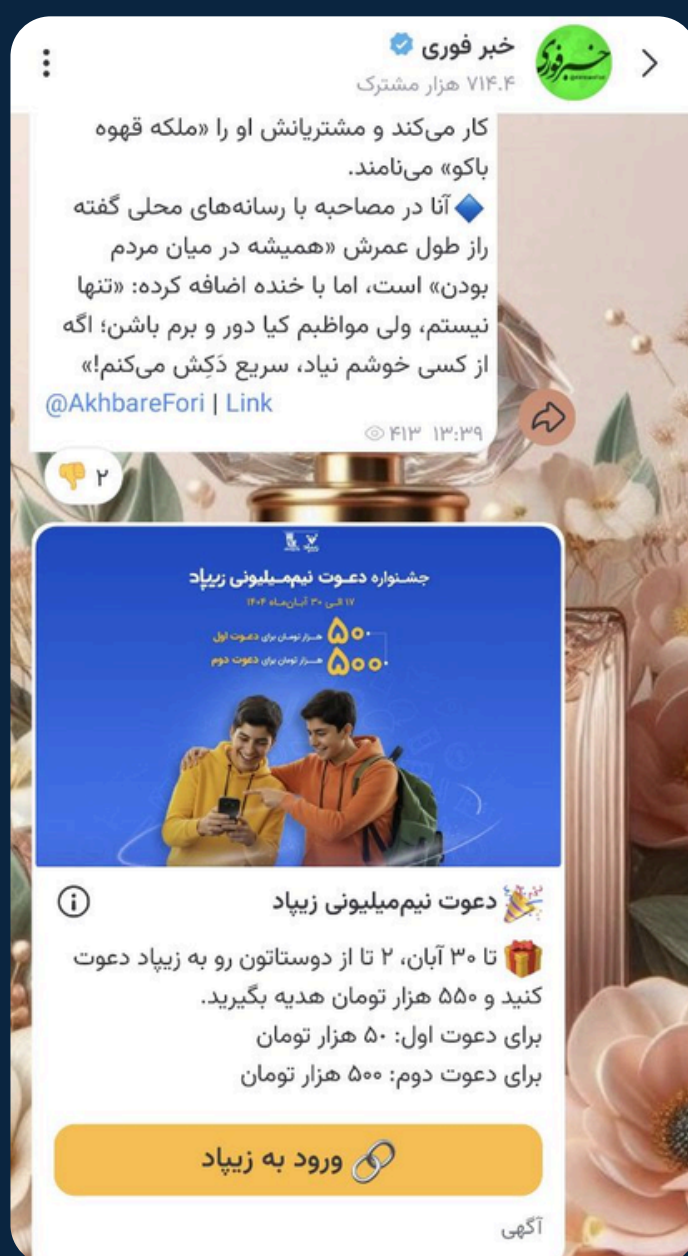 خبر فوری
۷۱۴.۴ هزار مشترک
کار می‌کند و مشتریانش او را «ملکه قهوه
باکو» می‌نامند.
آنا در مصاحبه با رسانه‌های محلی گفته
راز طول عمرش «همیشه در میان مردم
بودن» است، اما با خنده اضافه کرده: «تنها
نیستم، ولی مواظبم کیا دور و برم باشن؛ اگه
از کسی خوشم نیاد، سریع دَکِش می‌کنم!»
@AkhbareFori | Link
۴۱۳ ۱۳:۳۹
۲
جشنواره دعوت نیم‌میلیونی زیپاد
۱۷ الی ۳۰ آبان‌ماه ۱۴۰۴
۵۰ هزار تومان برای دعوت اول
۵۰۰ هزار تومان برای دعوت دوم
دعوت نیم‌میلیونی زیپاد
تا ۳۰ آبان، ۲ تا از دوستاتون رو به زیپاد دعوت
کنید و ۵۵۰ هزار تومان هدیه بگیرید.
برای دعوت اول: ۵۰ هزار تومان
برای دعوت دوم: ۵۰۰ هزار تومان
ورود به زیپاد
آگهی